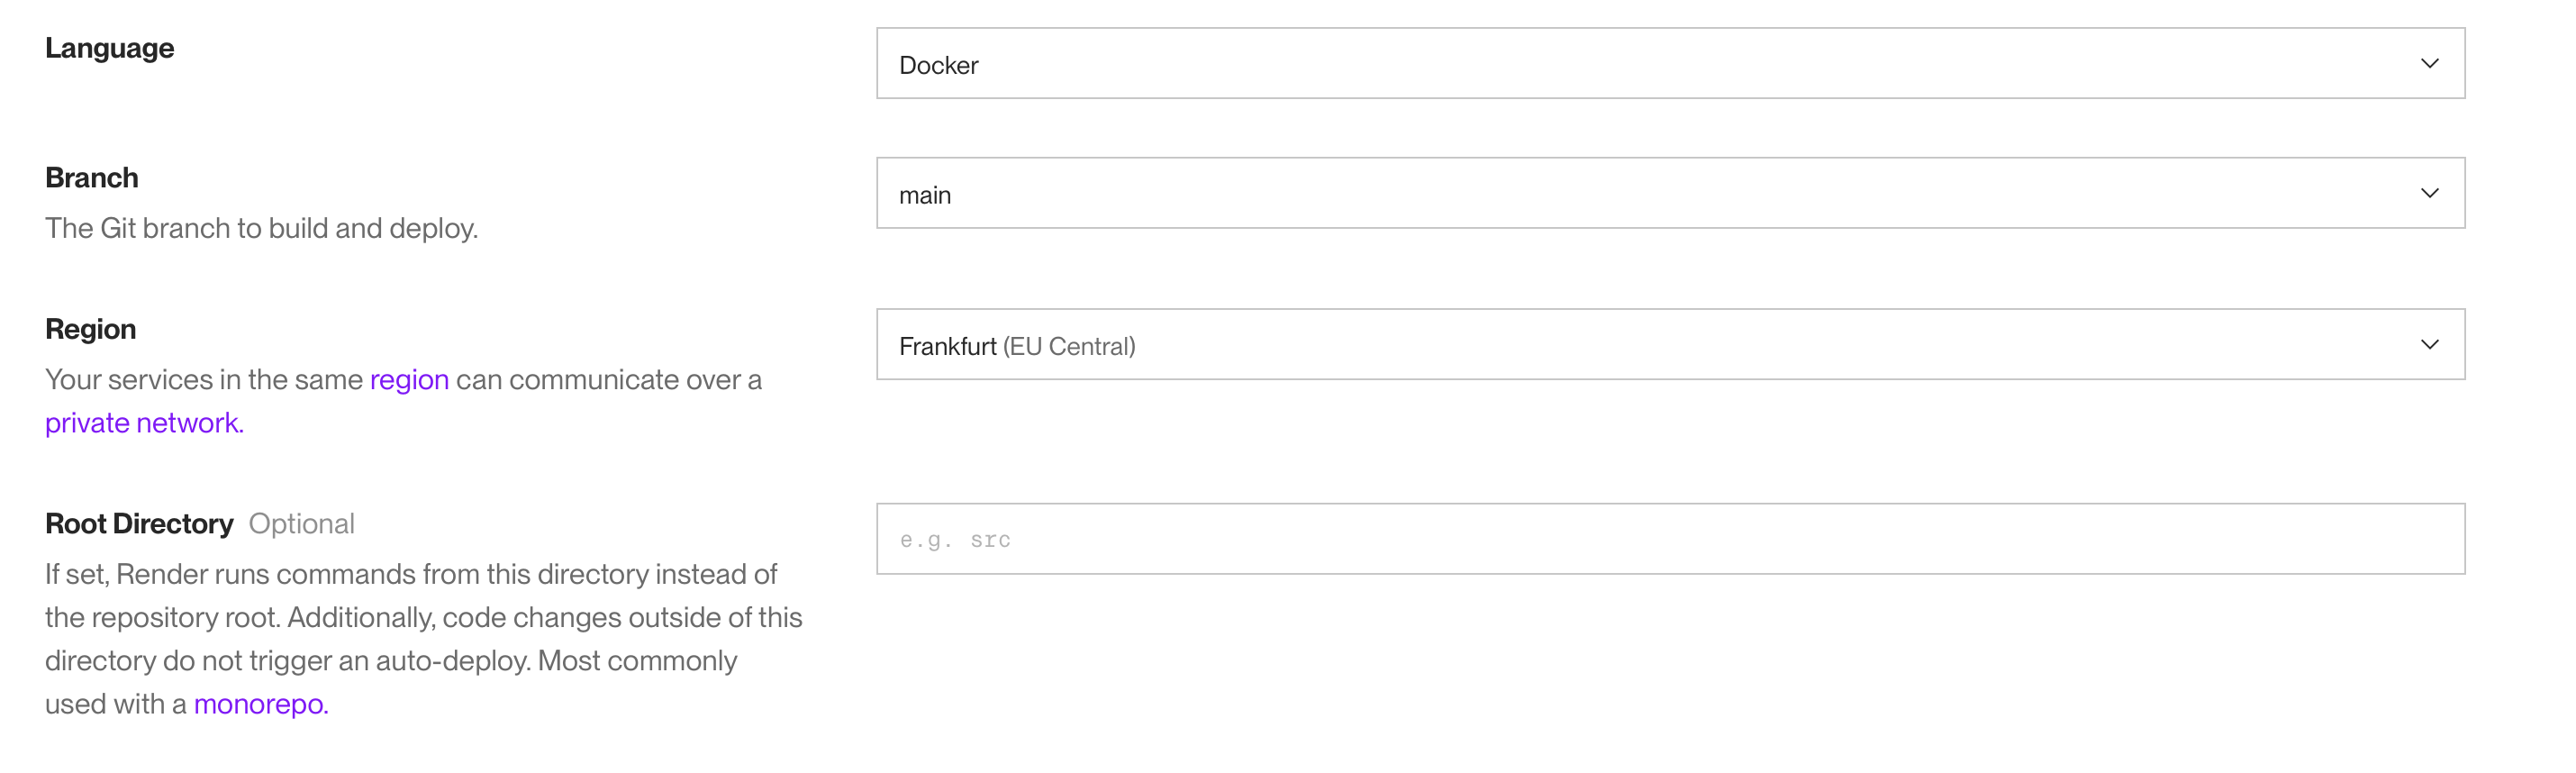 Language
Docker
Branch
main
The Git branch to build and deploy.
Region
Frankfurt (EU Central)
Your services in the same region can communicate over a
private network.
Root Directory Optional
e.g. src
If set, Render runs commands from this directory instead of
the repository root. Additionally, code changes outside of this
directory do not trigger an auto-deploy. Most commonly
used with a monorepo.